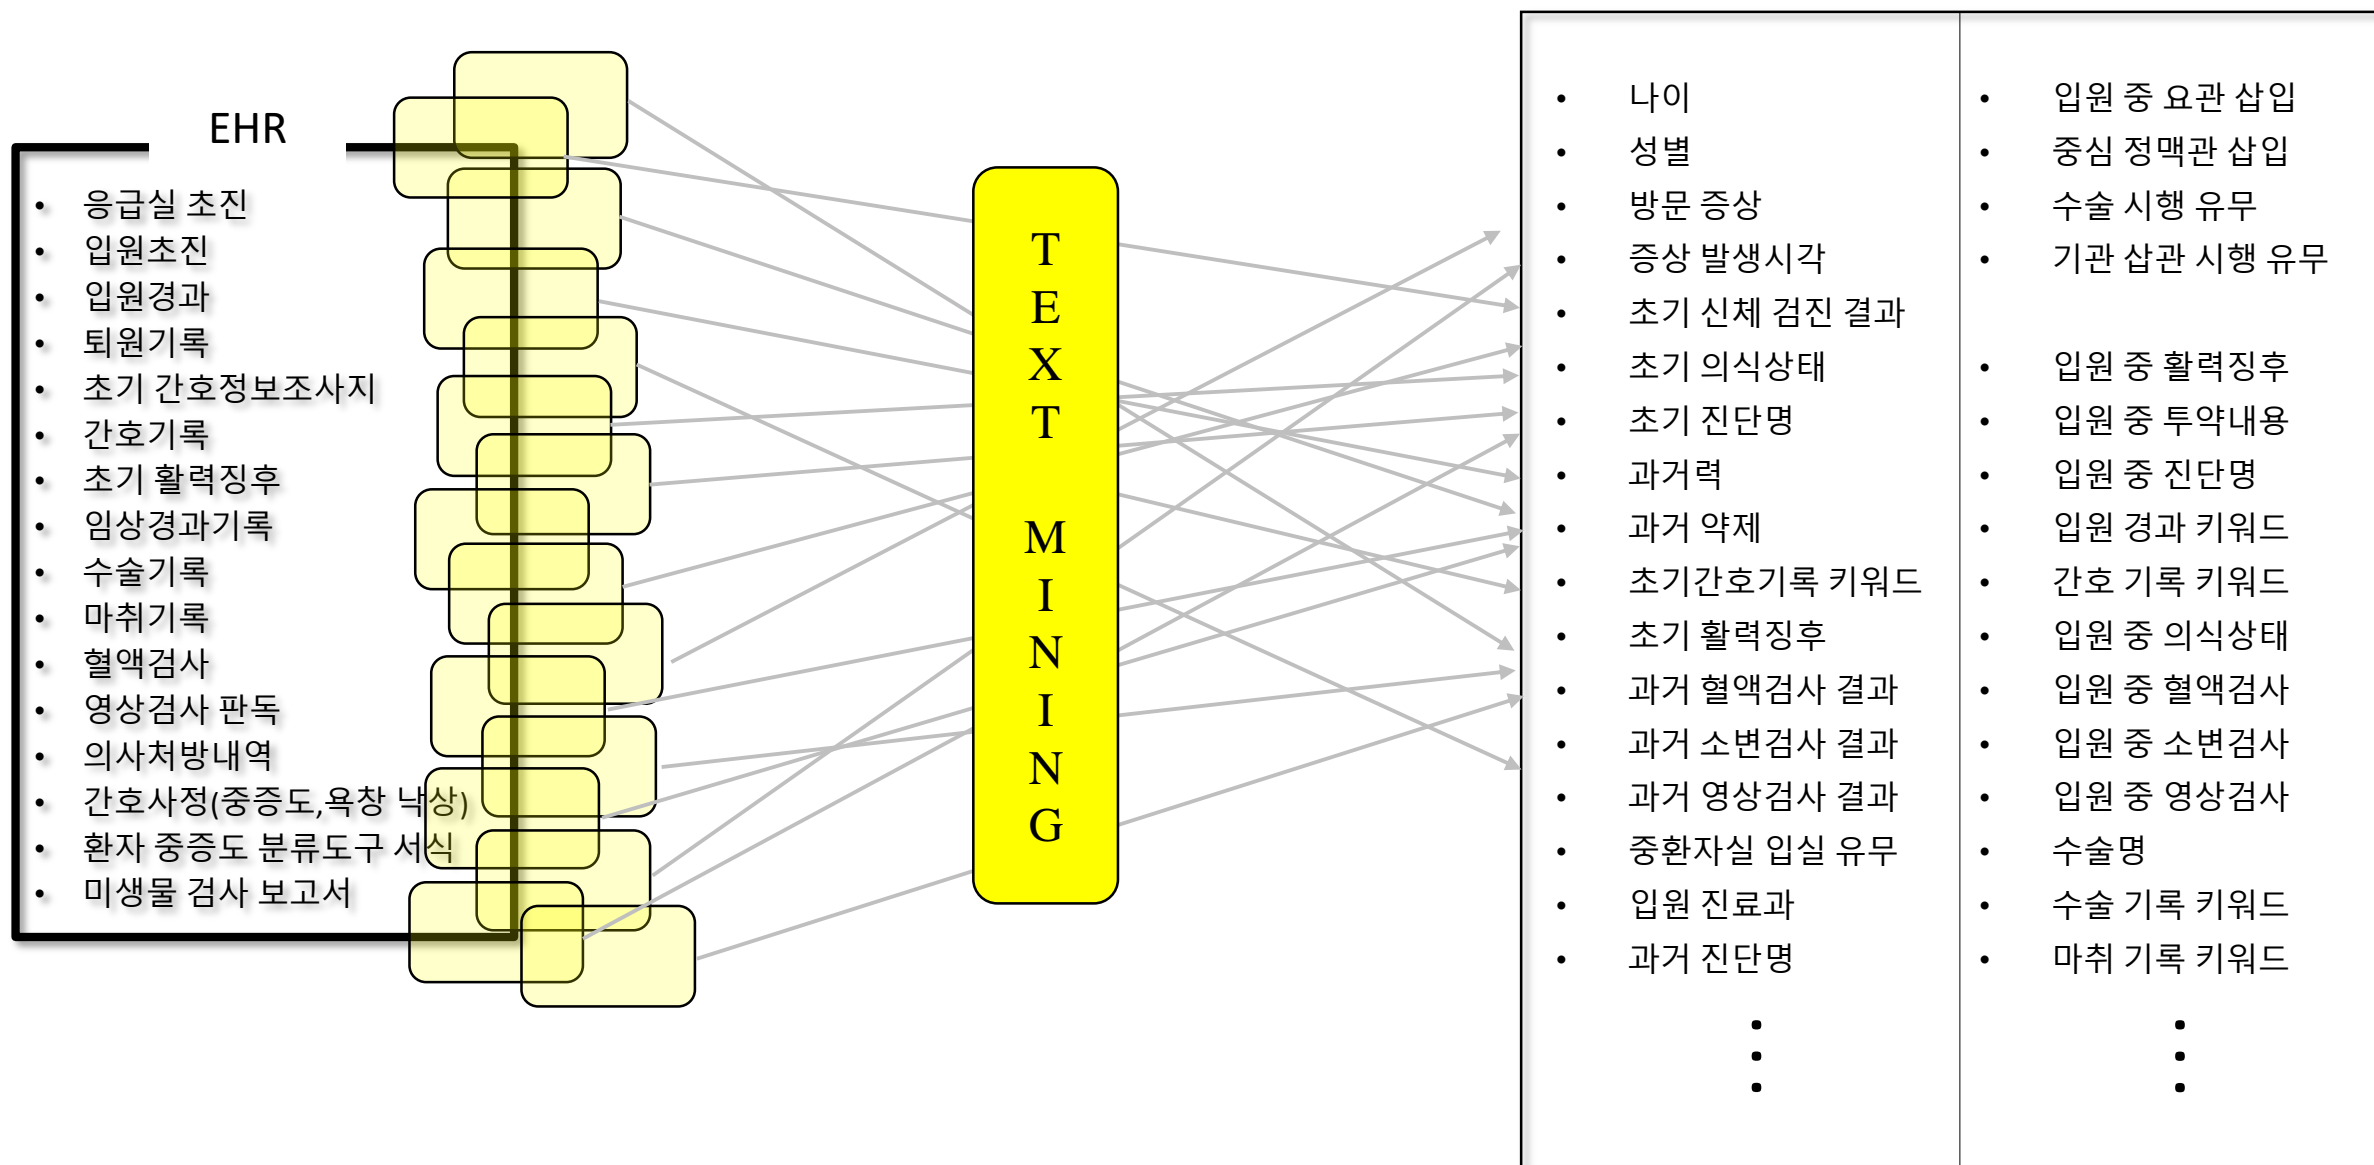 EHR
• 응급실 초진
• 입원초진
• 입원경과
• 퇴원기록
• 초기 간호정보조사지
• 간호기록
• 초기 활력징후
• 임상경과기록
• 수술기록
• 마취기록
• 혈액검사
• 영상검사 판독
• 의사처방내역
• 간호사정(중증도,욕창 낙상)
• 환자 중증도 분류도구 서식
• 미생물 검사 보고서
T
E
X
T
M
I
N
I
N
G
• 나이
• 성별
• 방문 증상
• 증상 발생시각
• 초기 신체 검진 결과
• 초기 의식상태
• 초기 진단명
• 과거력
• 과거 약제
• 초기간호기록 키워드
• 초기 활력징후
• 과거 혈액검사 결과
• 과거 소변검사 결과
• 과거 영상검사 결과
• 중환자실 입실 유무
• 입원 진료과
• 과거 진단명
• 입원 중 요관 삽입
• 중심 정맥관 삽입
• 수술 시행 유무
• 기관 삽관 시행 유무
• 입원 중 활력징후
• 입원 중 투약내용
• 입원 중 진단명
• 입원 경과 키워드
• 간호 기록 키워드
• 입원 중 의식상태
• 입원 중 혈액검사
• 입원 중 소변검사
• 입원 중 영상검사
• 수술명
• 수술 기록 키워드
• 마취 기록 키워드